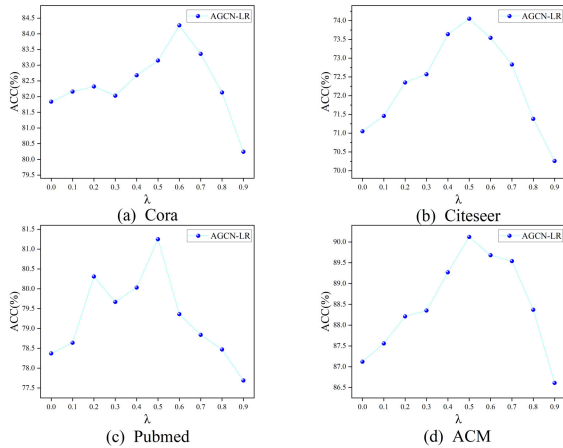 84.5
84.0
83.5
83.0
82.5
82.0
81.5
81.0
80.5
80.0
79.5
ACC(%)
AGCN-LR
0.0 0.1 0.2 0.3 0.4 0.5 0.6 0.7 0.8 0.9
λ
(a) Cora
74.0
73.5
73.0
72.5
72.0
71.5
71.0
70.5
70.0
ACC(%)
AGCN-LR
0.0 0.1 0.2 0.3 0.4 0.5 0.6 0.7 0.8 0.9
λ
(b) Citeseer
81.5
81.0
80.5
80.0
79.5
79.0
78.5
78.0
77.5
ACC(%)
AGCN-LR
0.0 0.1 0.2 0.3 0.4 0.5 0.6 0.7 0.8 0.9
λ
(c) Pubmed
90.0
89.5
89.0
88.5
88.0
87.5
87.0
86.5
ACC(%)
AGCN-LR
0.0 0.1 0.2 0.3 0.4 0.5 0.6 0.7 0.8 0.9
λ
(d) ACM